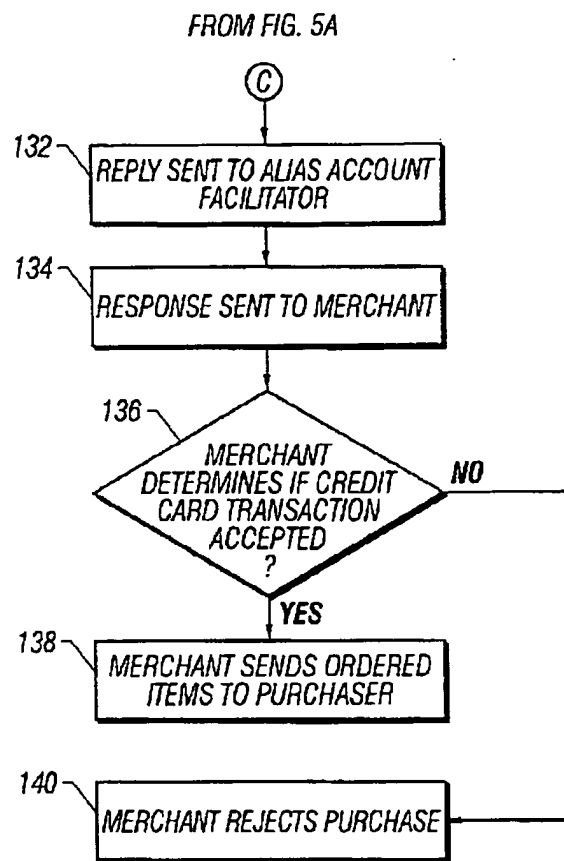 FROM FIG. 5A
C
132
REPLY SENT TO ALIAS ACCOUNT
FACILITATOR
134
RESPONSE SENT TO MERCHANT
136
MERCHANT
DETERMINES IF CREDIT
CARD TRANSACTION
ACCEPTED
?
NO
YES
138
MERCHANT SENDS ORDERED
ITEMS TO PURCHASER
140
MERCHANT REJECTS PURCHASE